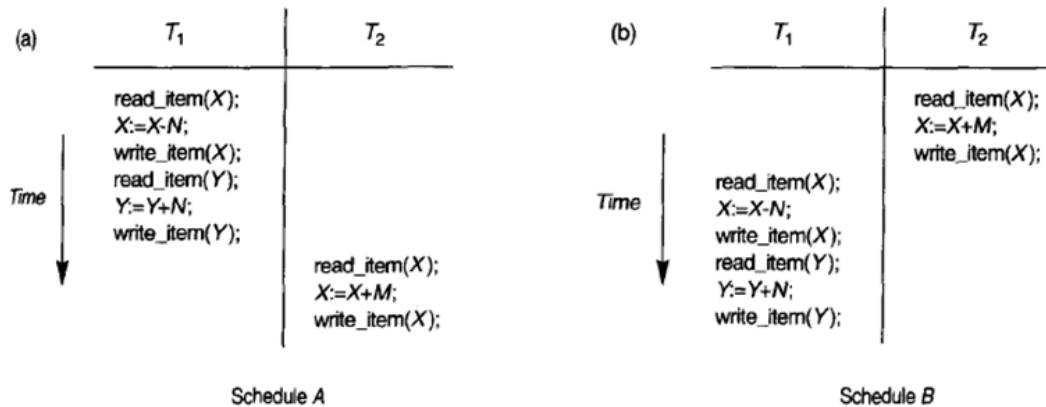 (a) T1 T2
read_item(X);
X:=X-N;
write_item(X);
read_item(Y);
Time
Y:=Y+N;
write_item(Y);
read_item(X);
X:=X+M;
write_item(X);
Schedule A
(b) T1 T2
read_item(X);
X:=X+M;
write_item(X);
read_item(X);
Time
X:=X-N;
write_item(X);
read_item(Y);
Y:=Y+N;
write_item(Y);
Schedule B